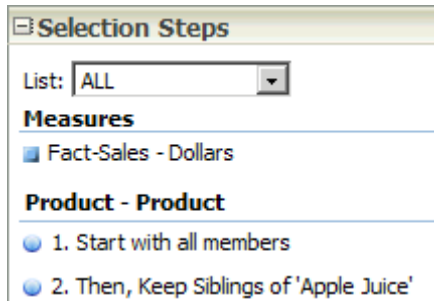 Selection Steps
List: ALL
Measures
Fact-Sales - Dollars
Product - Product
1. Start with all members
2. Then, Keep Siblings of 'Apple Juice'